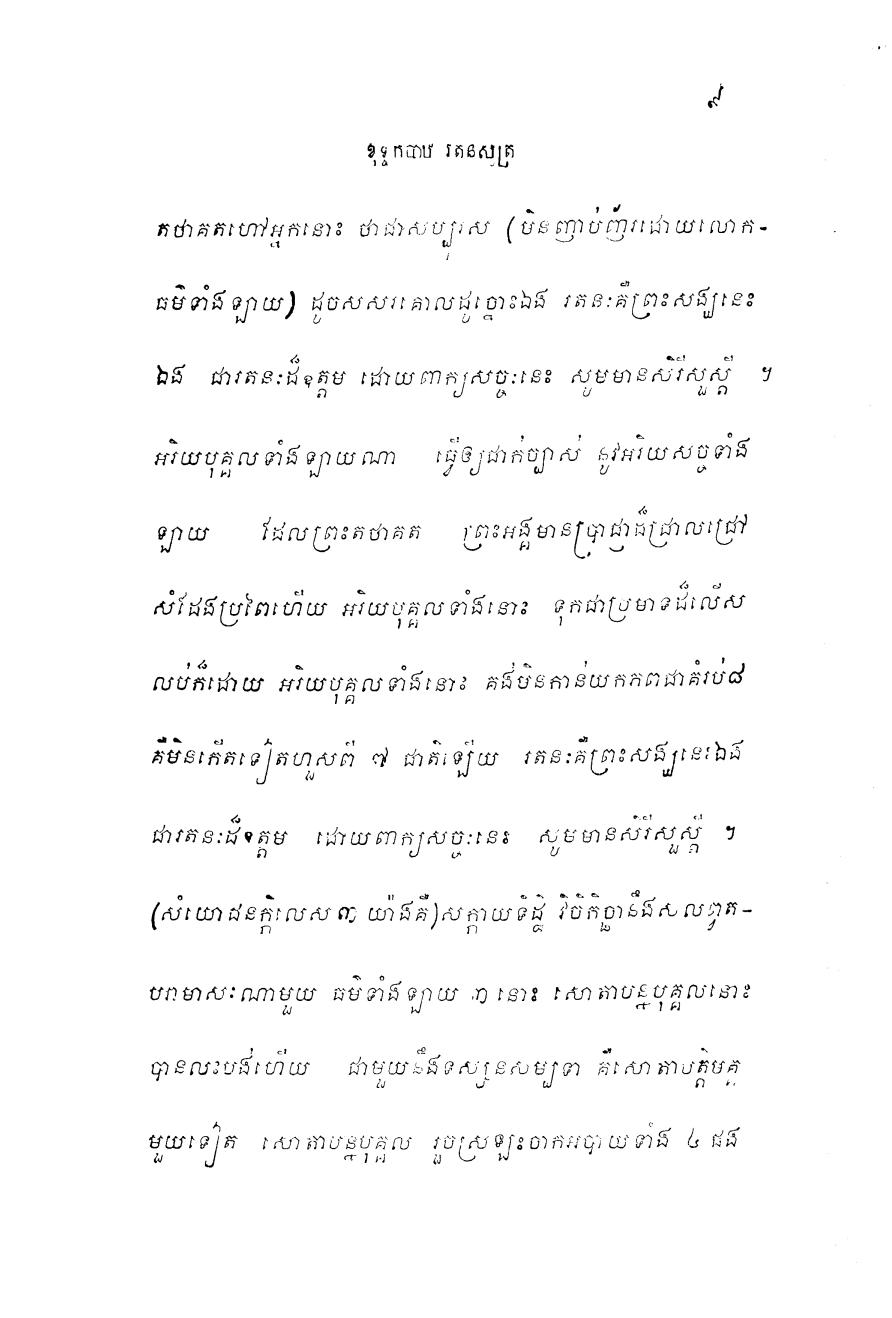 ៩
ខុទ្ទកបាឋ រតនសូត្រ
តថាគតហៅអ្នកនោះ ថាជាសប្បុរស (មិនញាប់ញ័រដោយលោក-
ធម៌ទាំងឡាយ) ដូចសសរគោលដូច្នោះឯង រតនៈគឺព្រះសង្ឃនេះ
ឯង ជារតនៈដ៏ឧត្តម ដោយពាក្យសច្ចៈនេះ សូមមានសិរីសួស្តី ។
អរិយបុគ្គលទាំងឡាយណា ធ្វើឲ្យជាក់ច្បាស់ នូវអរិយសច្ចទាំង
ឡាយ ដែលព្រះតថាគត ព្រះអង្គមានប្រាជ្ញាដ៏ជ្រាលជ្រៅ
សំដែងប្រពៃហើយ អរិយបុគ្គលទាំងនោះ ទុកជាប្រមាទដ៏លើស
លប់ក៏ដោយ អរិយបុគ្គលទាំងនោះ គង់មិនកាន់យកភពជាគំរប់៨
គឺមិនកើតទៀតហួសពី ៧ ជាតិឡើយ រតនៈគឺព្រះសង្ឃនេះឯង
ជារតនៈដ៏ឧត្តម ដោយពាក្យសច្ចៈនេះ សូមមានសិរីសួស្តី ។
(សំយោជនក្តិលេស ៣ យ៉ាងគឺ)សក្កាយទិដ្ឋិ វិចិកិច្ឆានឹងសីលព្វត-
បរាមាសៈណាមួយ ធម៌ទាំងឡាយ ៣ នោះ សោតាបន្នបុគ្គលនោះ
បានលះបង់ហើយ ជាមួយនឹងទស្សនសម្បទា គឺសោតាបត្តិមគ្គ
មួយទៀត សោតាបន្នបុគ្គល រួចស្រឡះចាកអបាយទាំង ៤ ផង